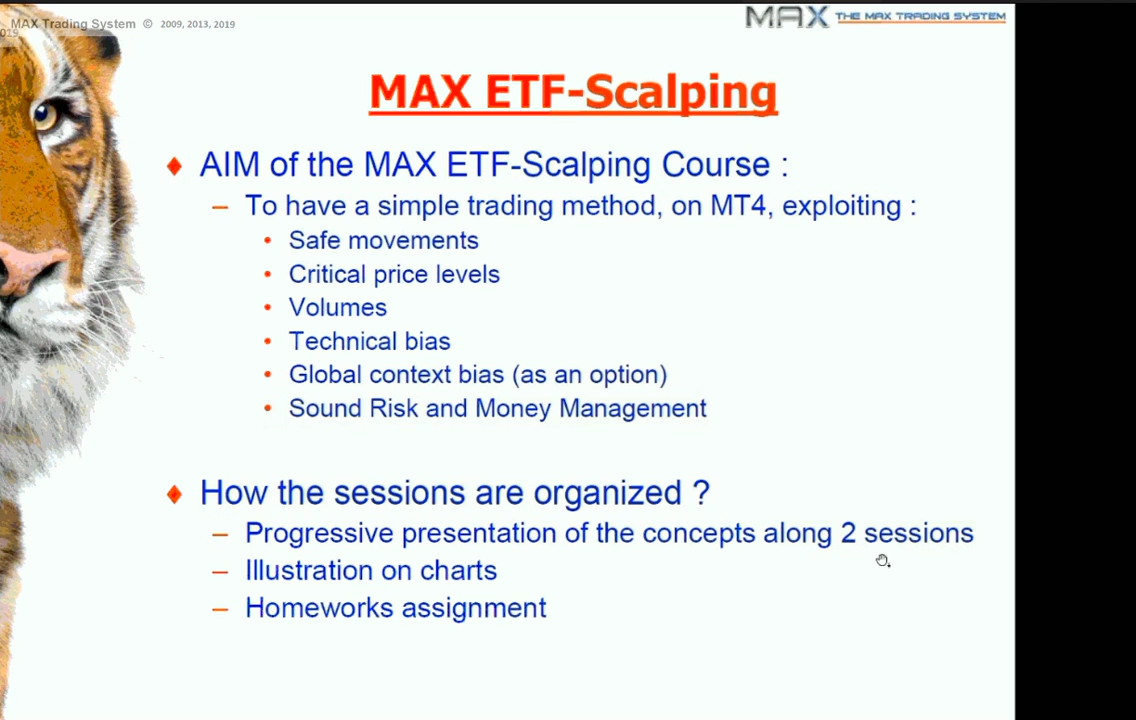 MAX Trading System © 2009, 2013, 2019
019
MAX THE MAX TRADING SYSTEM
MAX ETF-Scalping
AIM of the MAX ETF-Scalping Course :
– To have a simple trading method, on MT4, exploiting :
• Safe movements
• Critical price levels
• Volumes
• Technical bias
• Global context bias (as an option)
• Sound Risk and Money Management
How the sessions are organized ?
– Progressive presentation of the concepts along 2 sessions
– Illustration on charts
– Homeworks assignment